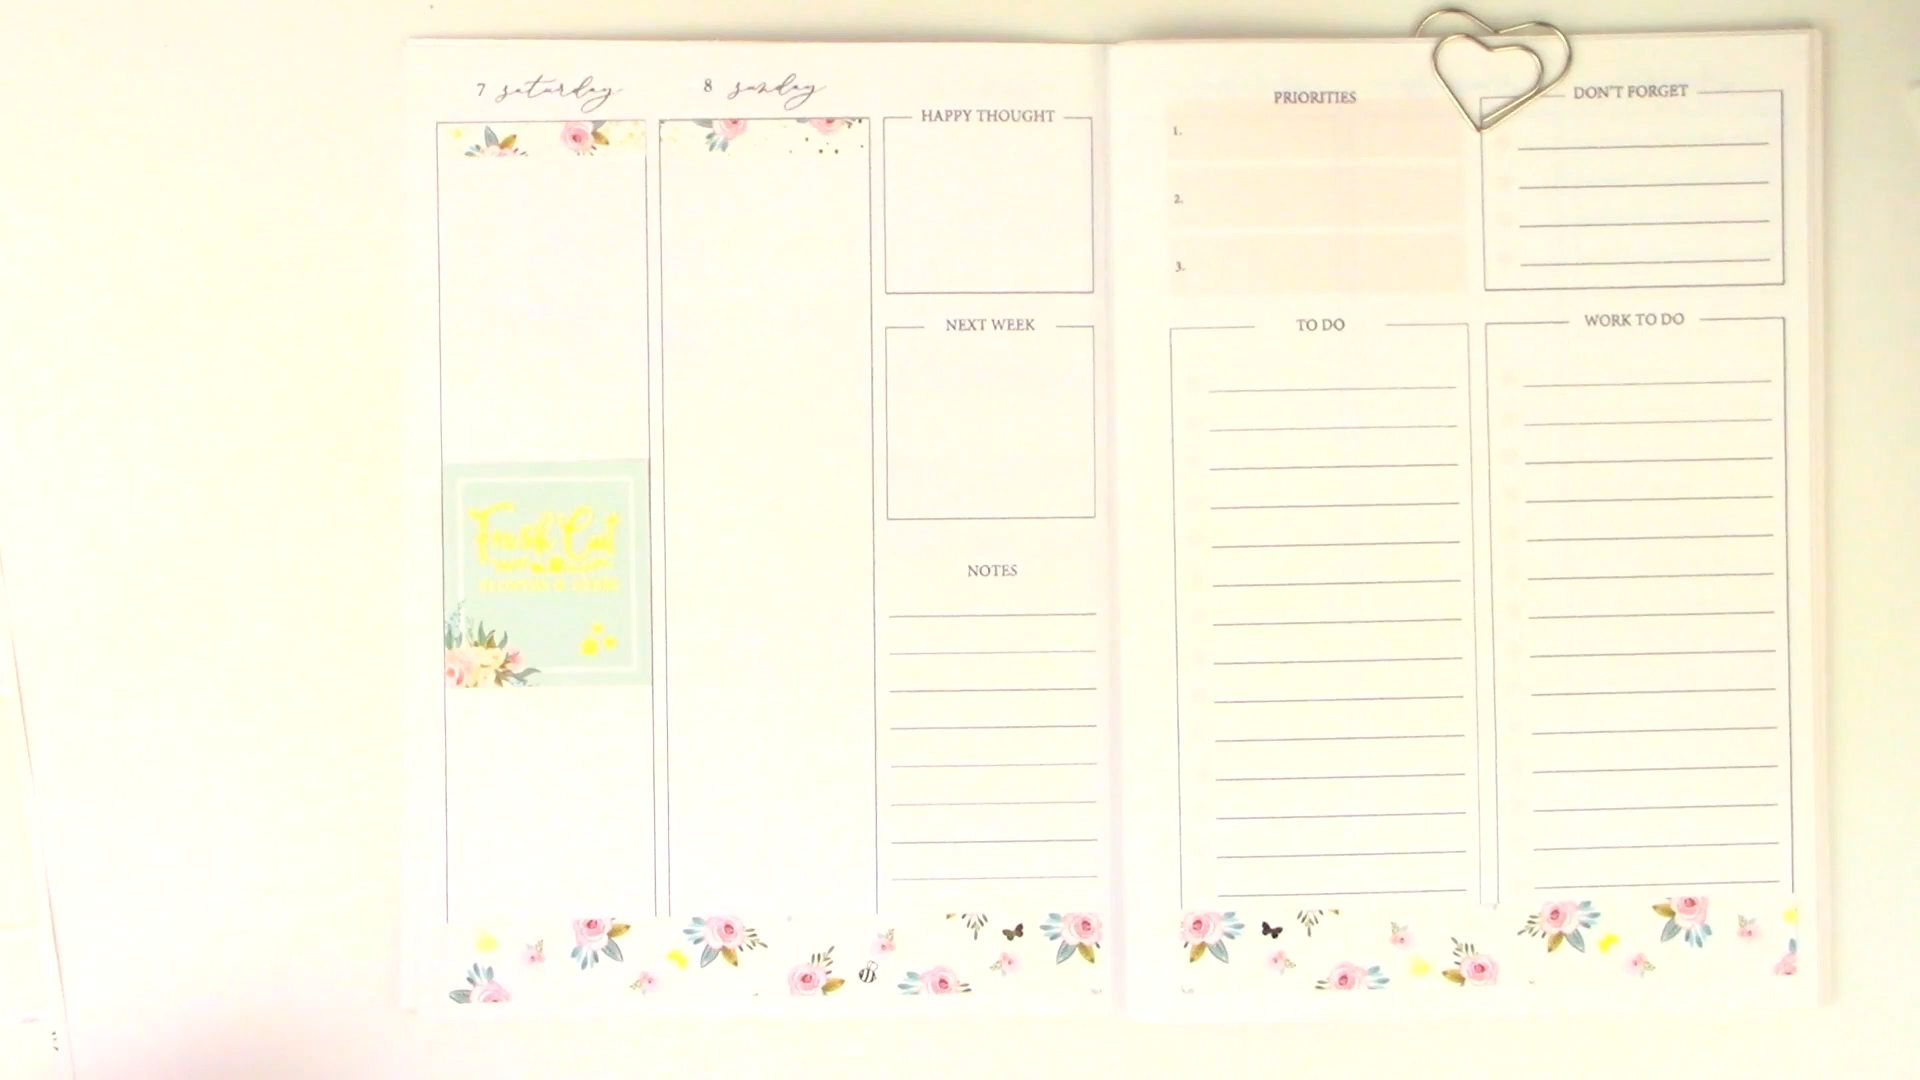 7 saturday
8 sunday
HAPPY THOUGHT
NEXT WEEK
NOTES
Fresh Cut
PRIORITIES
1.
2.
3.
DON'T FORGET
TO DO
WORK TO DO